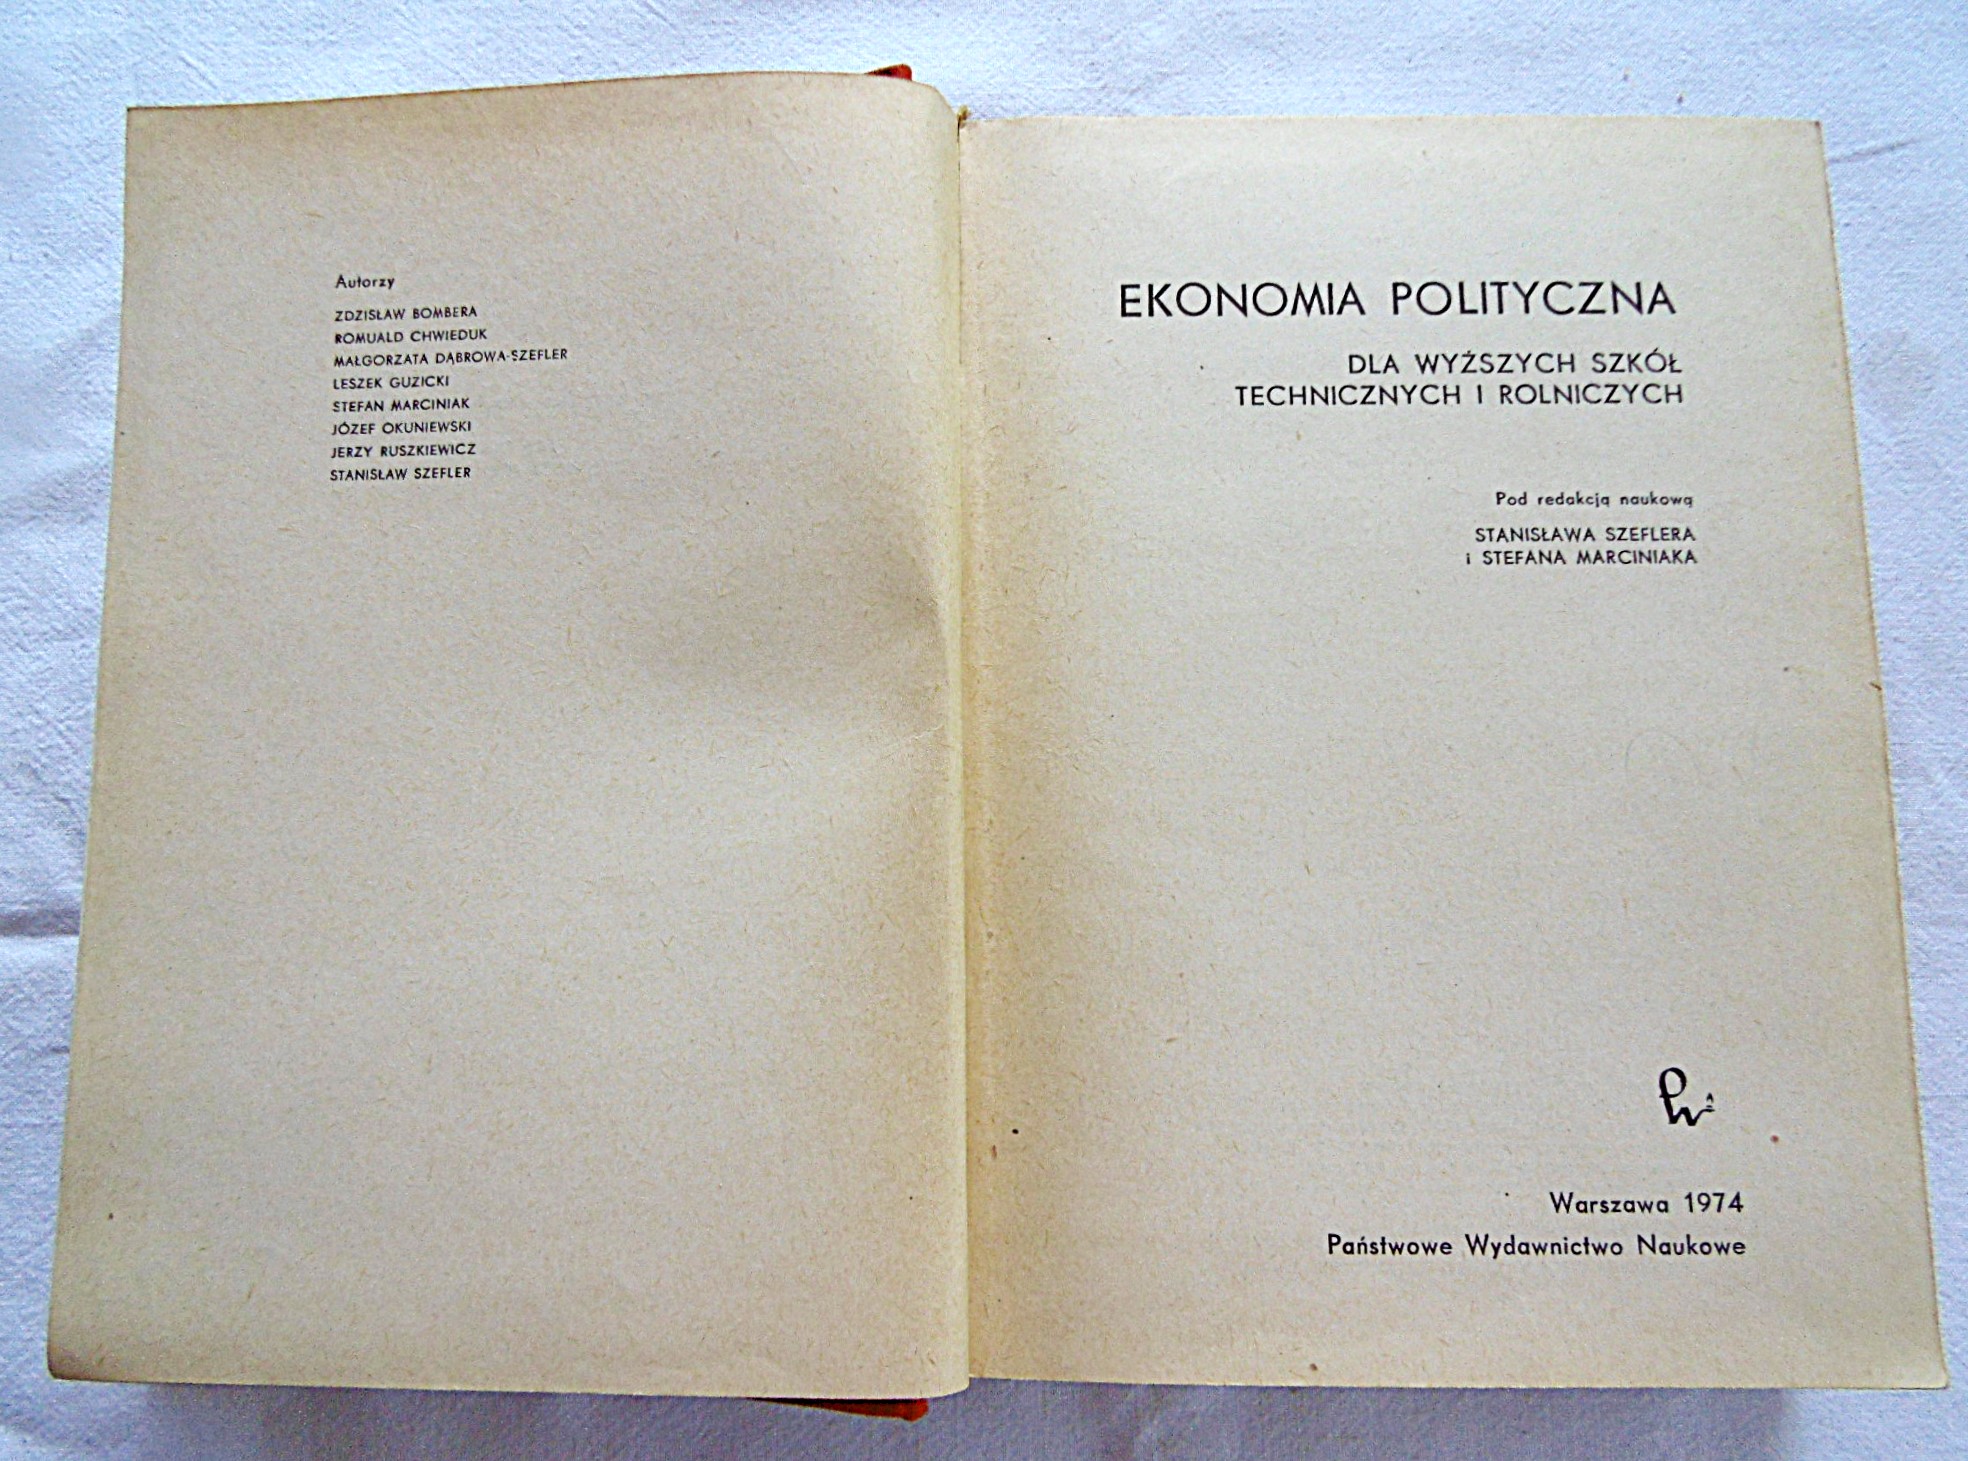 Autorzy
ZDZISŁAW BOMBERA
ROMUALD CHWIEDUK
MAŁGORZATA DĄBROWA-SZEFLER
LESZEK GUZICKI
STEFAN MARCINIAK
JÓZEF OKUNIEWSKI
JERZY RUSZKIEWICZ
STANISŁAW SZEFLER
EKONOMIA POLITYCZNA
DLA WYŻSZYCH SZKÓŁ
TECHNICZNYCH I ROLNICZYCH
Pod redakcją naukową
STANISŁAWA SZEFLERA
i STEFANA MARCINIAKA
Warszawa 1974
Państwowe Wydawnictwo Naukowe